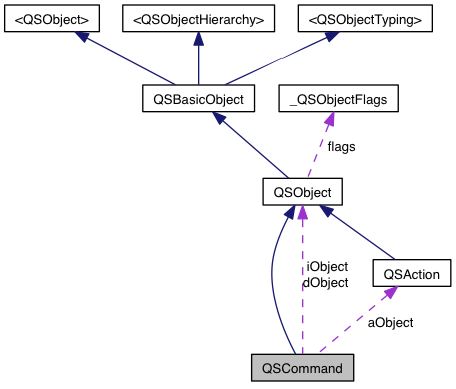 <QSObject>
<QSObjectHierarchy>
<QSObjectTyping>
QSBasicObject
_QSObjectFlags
flags
QSObject
iObject
dObject
QSAction
aObject
QSCommand